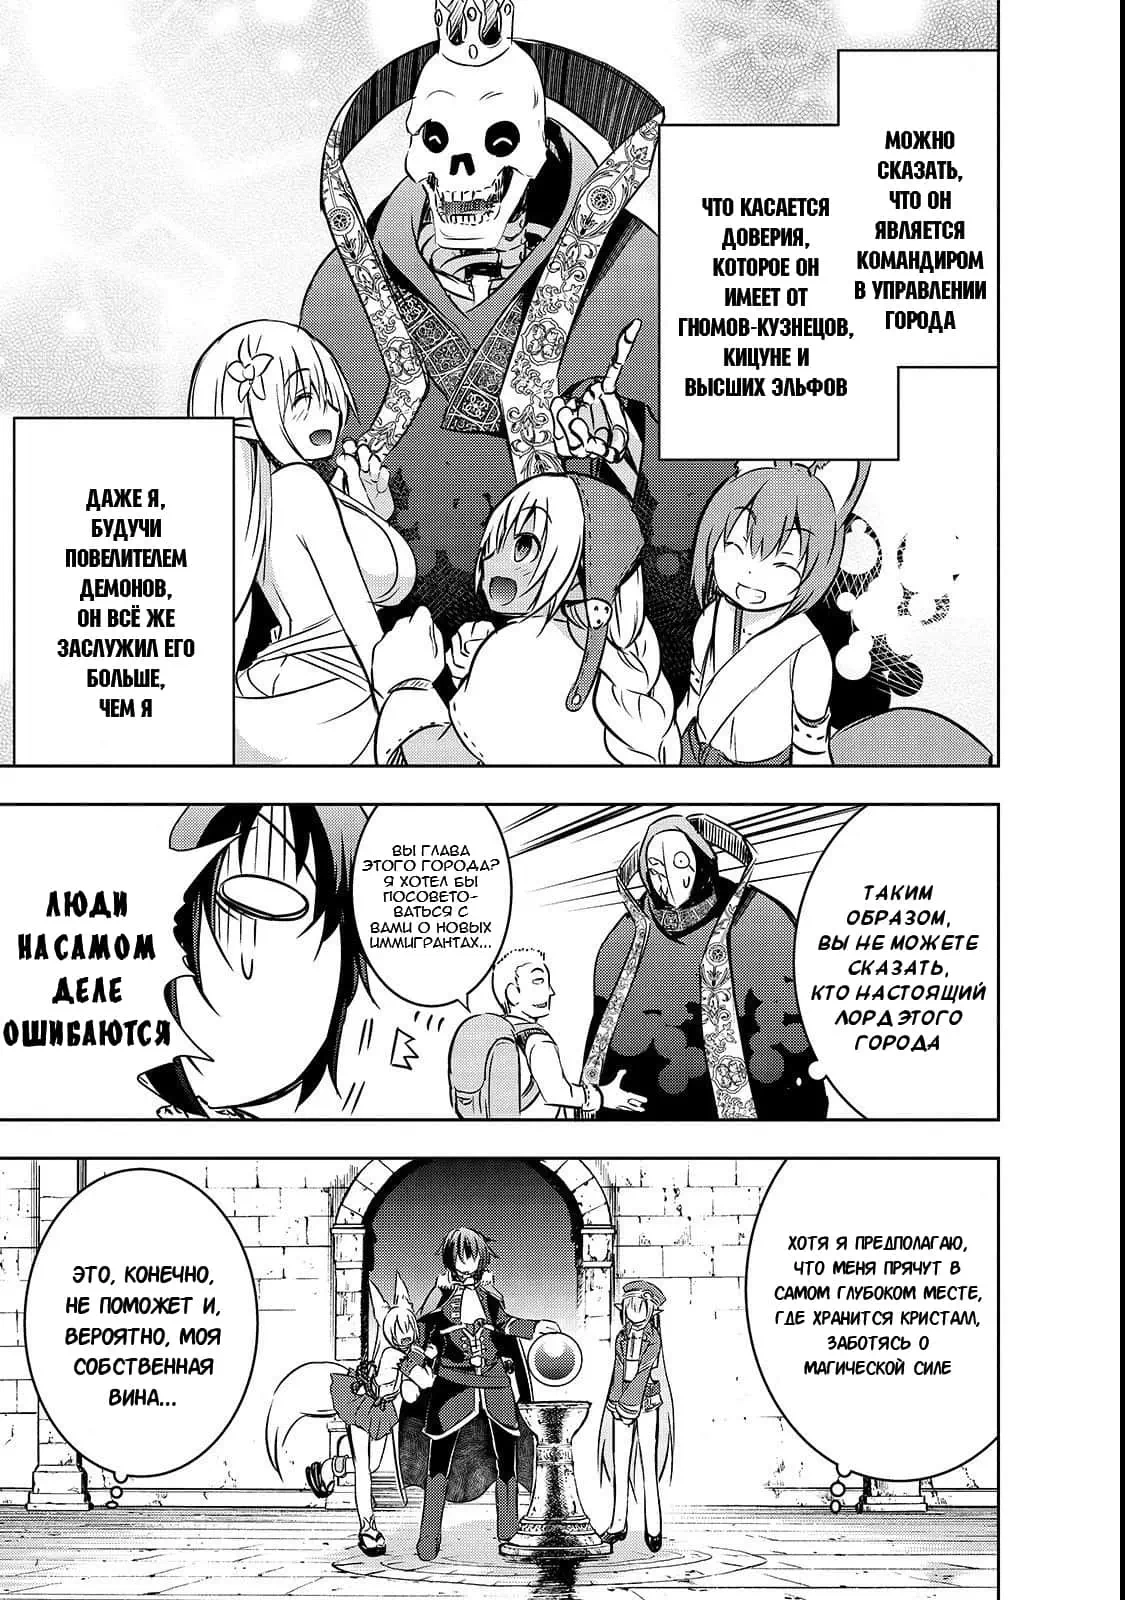 МОЖНО
СКАЗАТЬ,
ЧТО ОН
ЯВЛЯЕТСЯ
КОМАНДИРОМ
В УПРАВЛЕНИИ
ГОРОДА
ЧТО КАСАЕТСЯ
ДОВЕРИЯ,
КОТОРОЕ ОН
ИМЕЕТ ОТ
ГНОМОВ-КУЗНЕЦОВ,
КИЦУНЕ И
ВЫСШИХ ЭЛЬФОВ
ДАЖЕ Я,
БУДУЧИ
ПОВЕЛИТЕЛЕМ
ДЕМОНОВ,
ОН ВСЁ ЖЕ
ЗАСЛУЖИЛ ЕГО
БОЛЬШЕ,
ЧЕМ Я
ТАКИМ
ОБРАЗОМ,
ВЫ НЕ МОЖЕТЕ
СКАЗАТЬ,
КТО НАСТОЯЩИЙ
ЛОРД ЭТОГО
ГОРОДА
ВЫ ГЛАВА
ЭТОГО ГОРОДА?
Я ХОТЕЛ БЫ
ПОСОВЕТО-
ВАТЬСЯ С
ВАМИ О НОВЫХ
ИММИГРАНТАХ...
ЛЮДИ
НА САМОМ
ДЕЛЕ
ОШИБАЮТСЯ
ХОТЯ Я ПРЕДПОЛАГАЮ,
ЧТО МЕНЯ ПРЯЧУТ В
САМОМ ГЛУБОКОМ МЕСТЕ,
ГДЕ ХРАНИТСЯ КРИСТАЛЛ,
ЗАБОТЯСЬ О
МАГИЧЕСКОЙ СИЛЕ
ЭТО, КОНЕЧНО,
НЕ ПОМОЖЕТ И,
ВЕРОЯТНО, МОЯ
СОБСТВЕННАЯ
ВИНА...